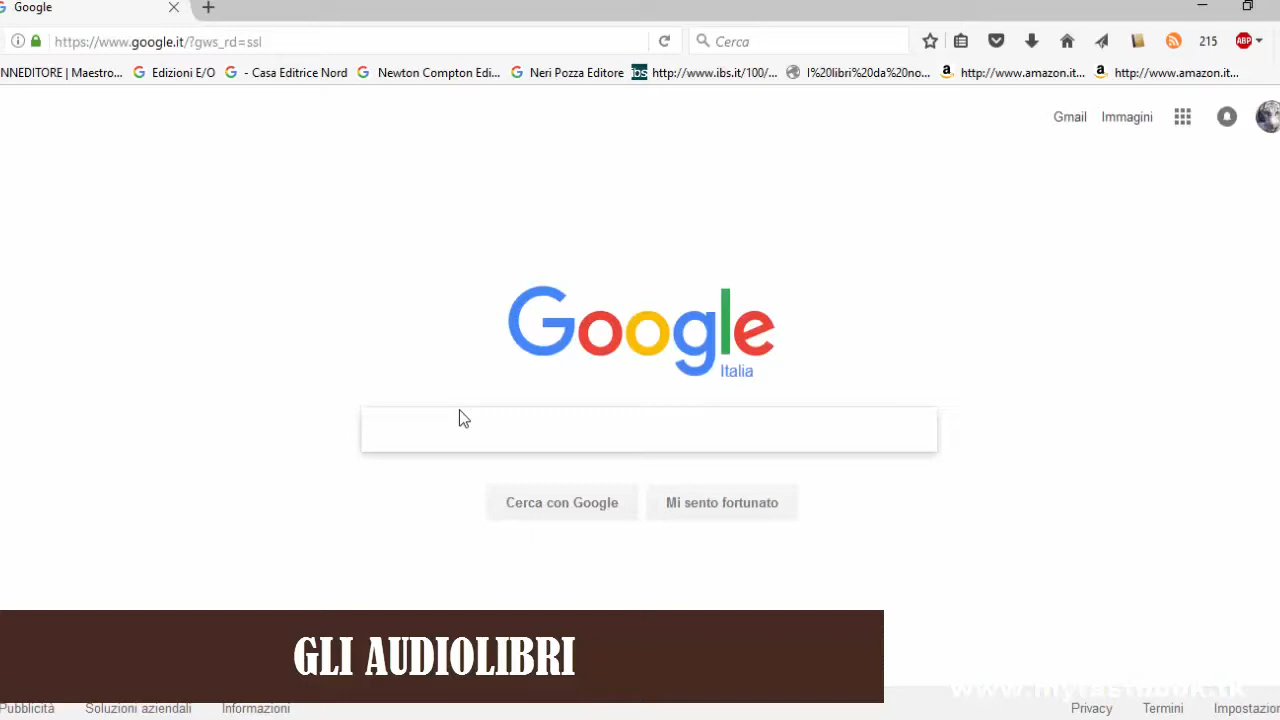 Google
https://www.google.it/?gws_rd=ssl
Cerca
215
ABP
NNEDITORE | Maestro...
Edizioni E/O
- Casa Editrice Nord
Newton Compton Edi...
Neri Pozza Editore
ibs
http://www.ibs.it/100/...
I%20libri%20da%20no...
http://www.amazon.it...
http://www.amazon.it...
Gmail
Immagini
Google
Italia
Cerca con Google
Mi sento fortunato
GLI AUDIOLIBRI
Pubblicità
Soluzioni aziendali
Informazioni
Privacy
Termini
Impostazio